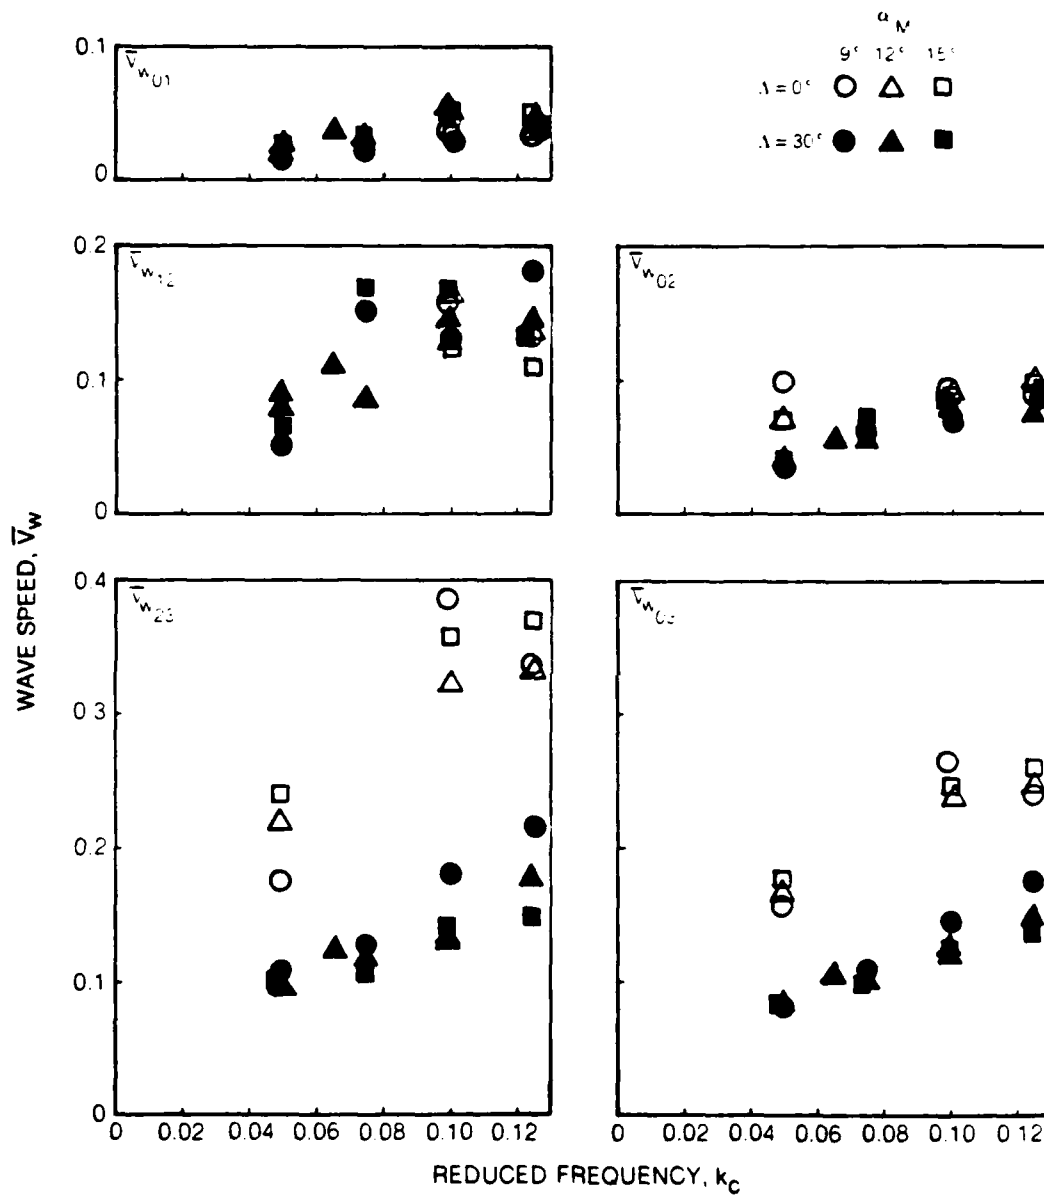 α M
9° 12° 15°
Λ = 0°
Λ = 30°
0.1
V̅w01
0
0.2
V̅w12
V̅w02
0.1
0
0.4
V̅w23
V̅w03
0.3
0.2
0.1
0
0 0.02 0.04 0.06 0.08 0.10 0.12
0 0.02 0.04 0.06 0.08 0.10 0.12
WAVE SPEED, V̅w
REDUCED FREQUENCY, kc